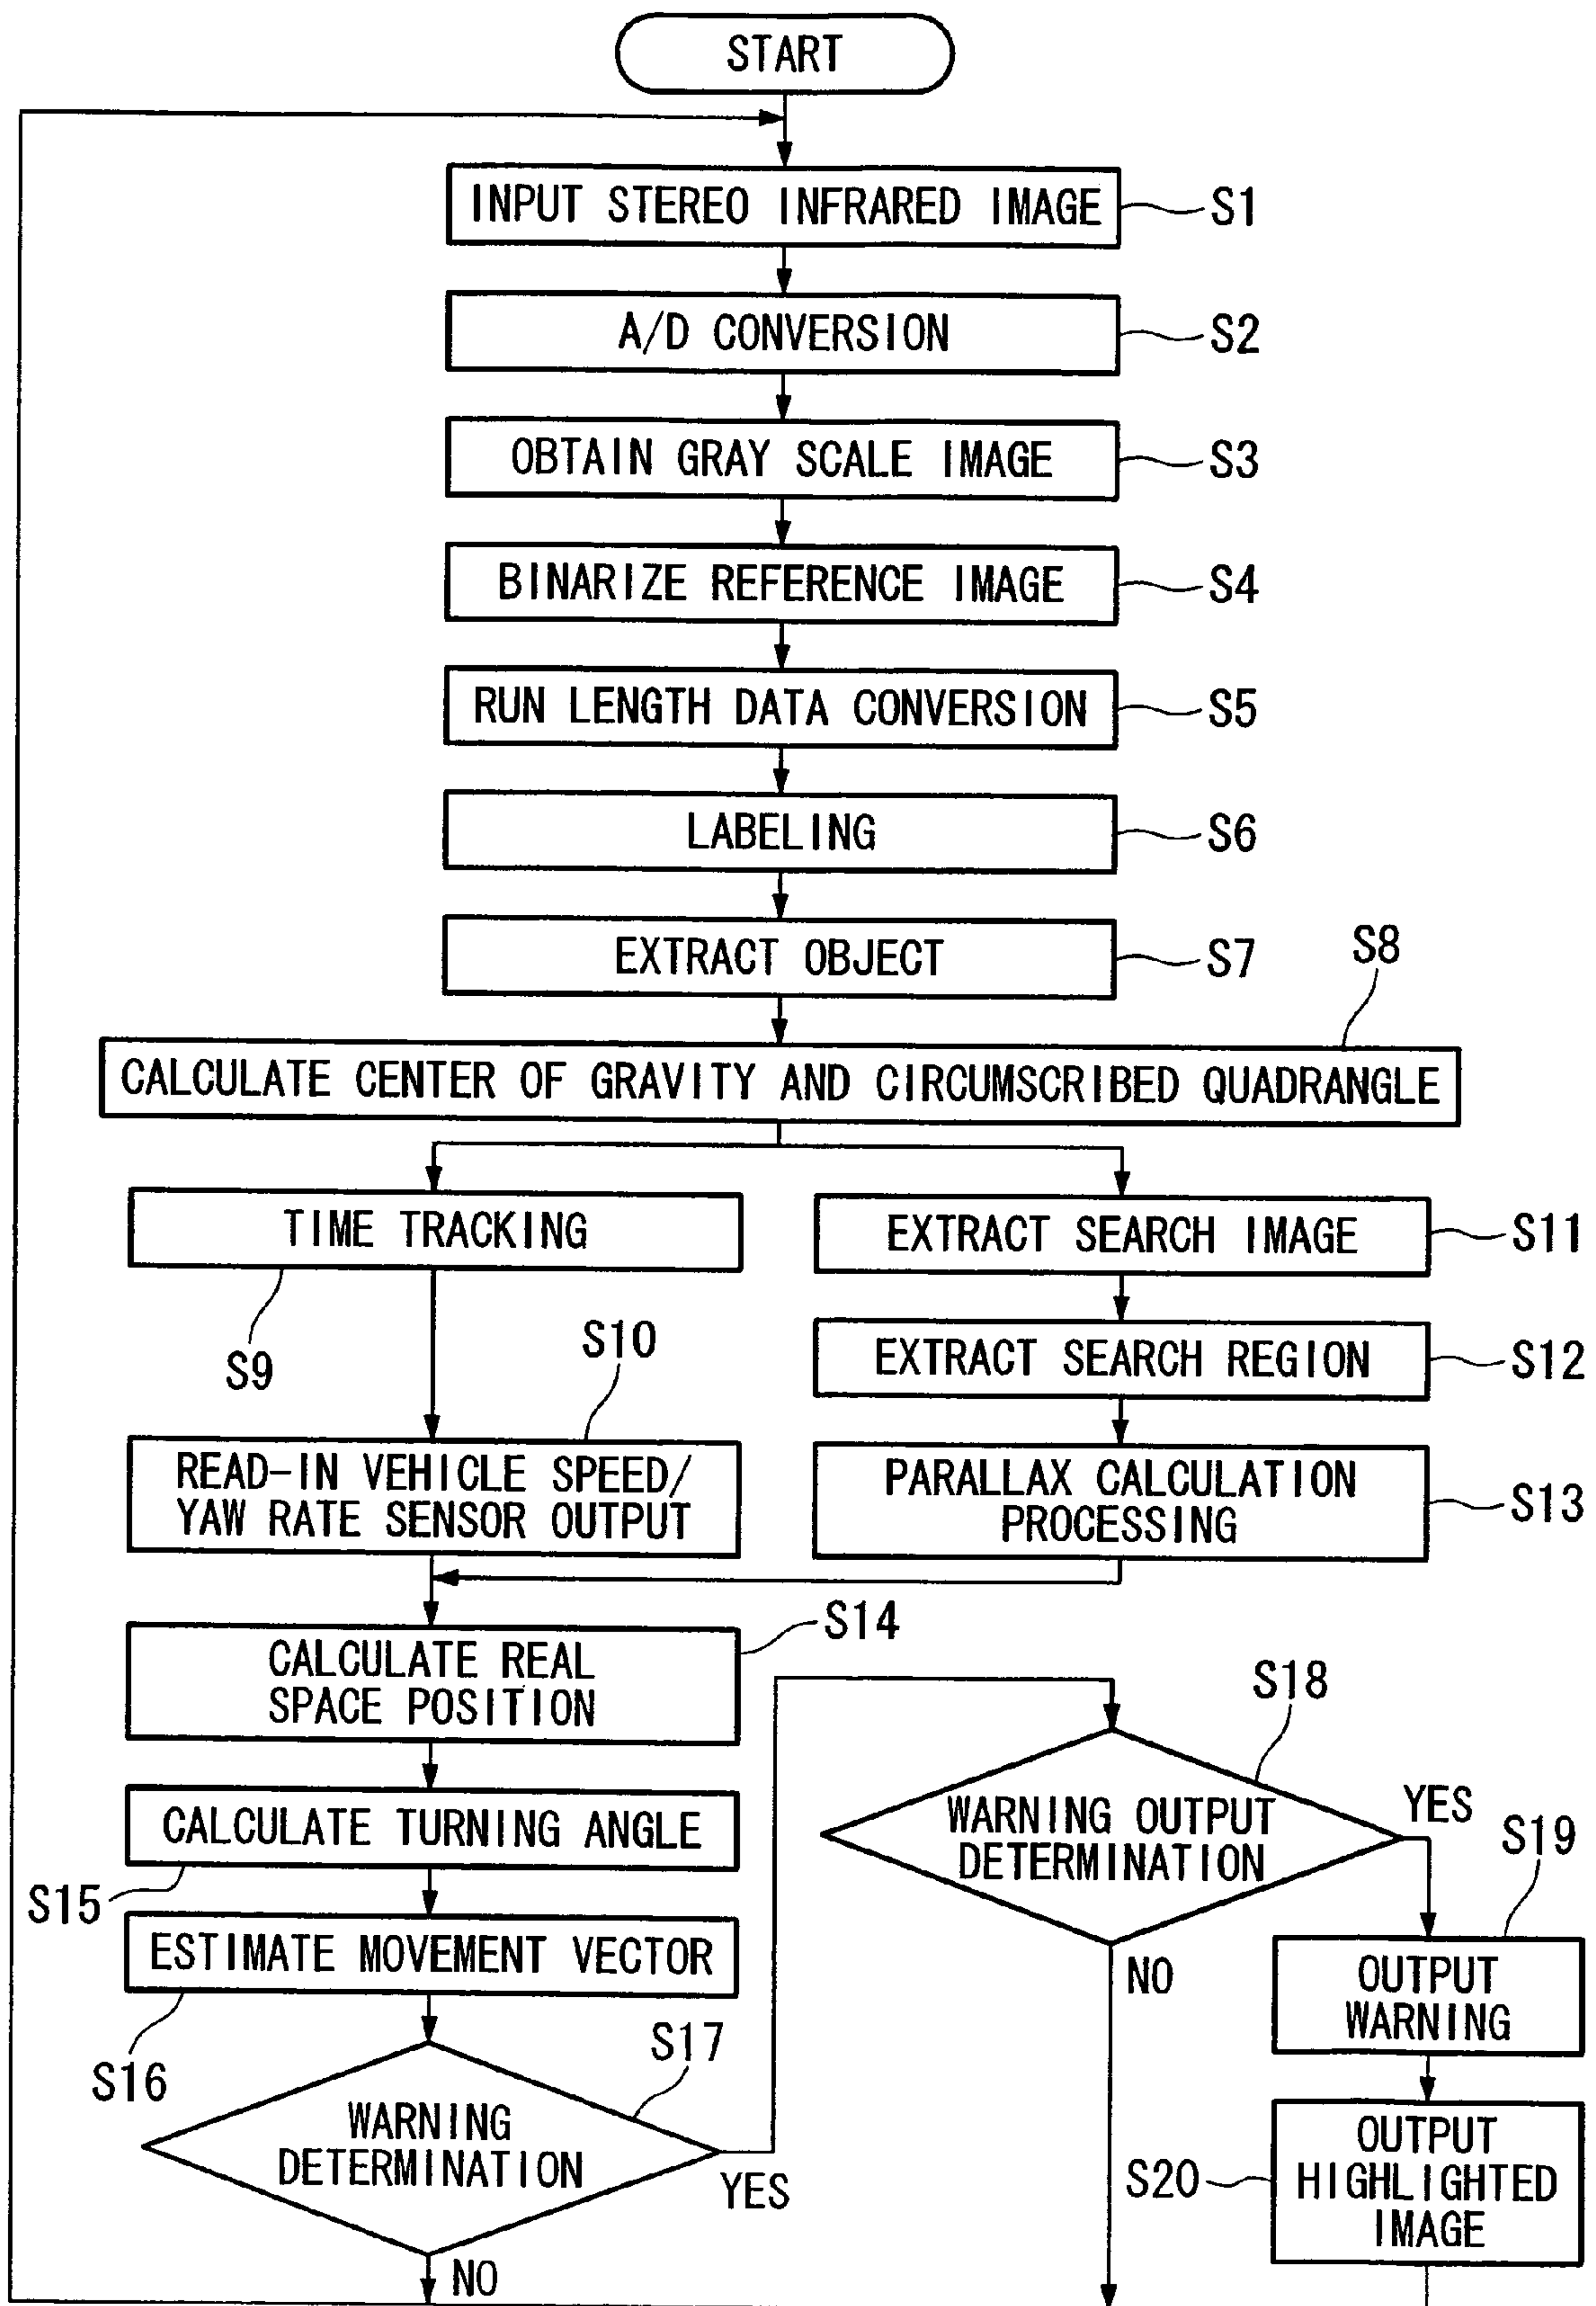 START
INPUT STEREO INFRARED IMAGE
S1
A/D CONVERSION
S2
OBTAIN GRAY SCALE IMAGE
S3
BINARIZE REFERENCE IMAGE
S4
RUN LENGTH DATA CONVERSION
S5
LABELING
S6
EXTRACT OBJECT
S7
S8
CALCULATE CENTER OF GRAVITY AND CIRCUMSCRIBED QUADRANGLE
TIME TRACKING
S9
S10
READ-IN VEHICLE SPEED/
YAW RATE SENSOR OUTPUT
EXTRACT SEARCH IMAGE
S11
EXTRACT SEARCH REGION
S12
PARALLAX CALCULATION
PROCESSING
S13
S14
CALCULATE REAL
SPACE POSITION
CALCULATE TURNING ANGLE
S15
ESTIMATE MOVEMENT VECTOR
S16
S17
WARNING
DETERMINATION
YES
NO
S18
WARNING OUTPUT
DETERMINATION
YES
NO
S19
OUTPUT
WARNING
S20
OUTPUT
HIGHLIGHTED
IMAGE